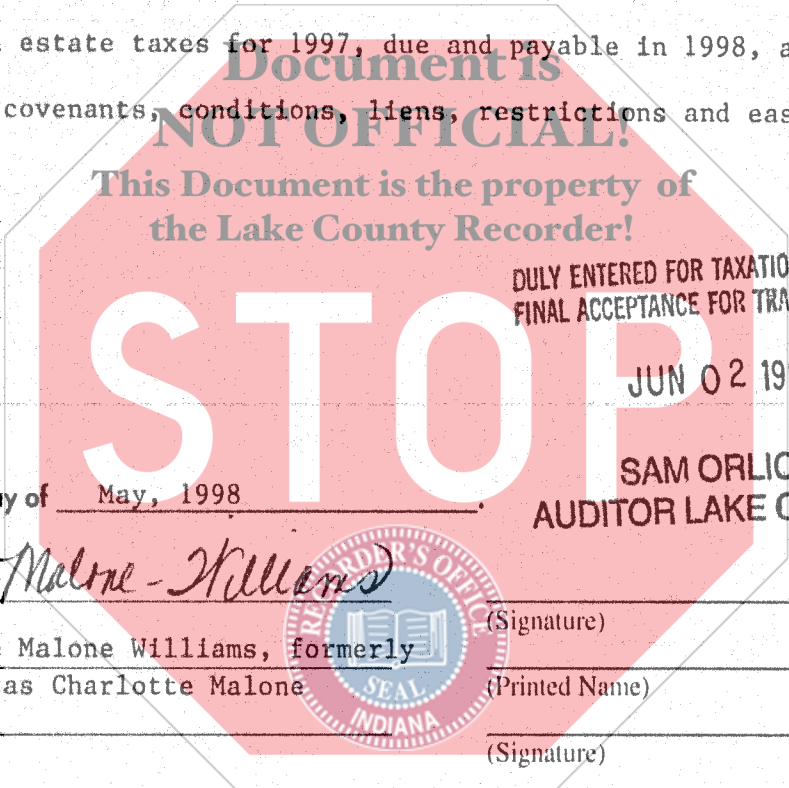 estate taxes for 1997, due and payable in 1998, a
Document is
covenants, conditions, liens, restrictions and eas
NOT OFFICIAL!
This Document is the property of
the Lake County Recorder!
DULY ENTERED FOR TAXATIO
FINAL ACCEPTANCE FOR TRA
STOP
JUN 02 19
SAM ORLIC
y of May, 1998.
AUDITOR LAKE C
Malone-Williams
RECORDER'S OFFICE
(Signature)
Malone Williams, formerly
as Charlotte Malone
(Printed Name)
SEAL
INDIANA
(Signature)